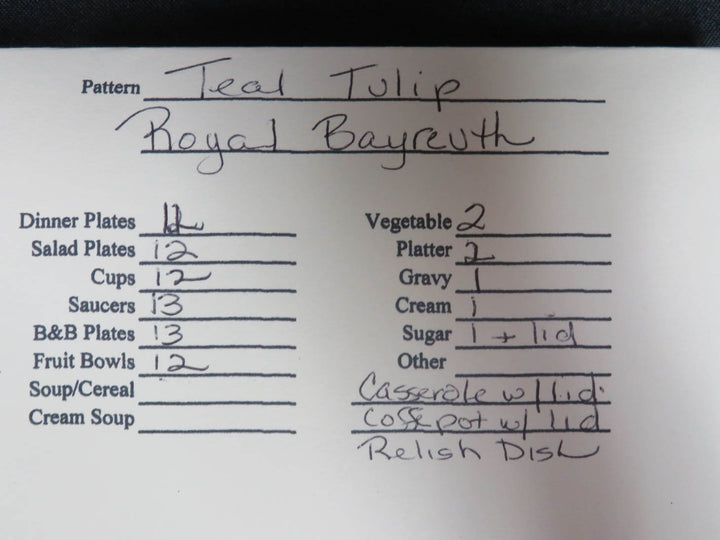 Pattern Teal Tulip
Royal Bayreuth
Dinner Plates 12
Salad Plates 12
Cups 12
Saucers 13
B&B Plates 13
Fruit Bowls 12
Soup/Cereal
Cream Soup
Vegetable 2
Platter 2
Gravy 1
Cream 1
Sugar 1 + lid
Other
Casserole w/ lid
Coffe pot w/ lid
Relish Dish